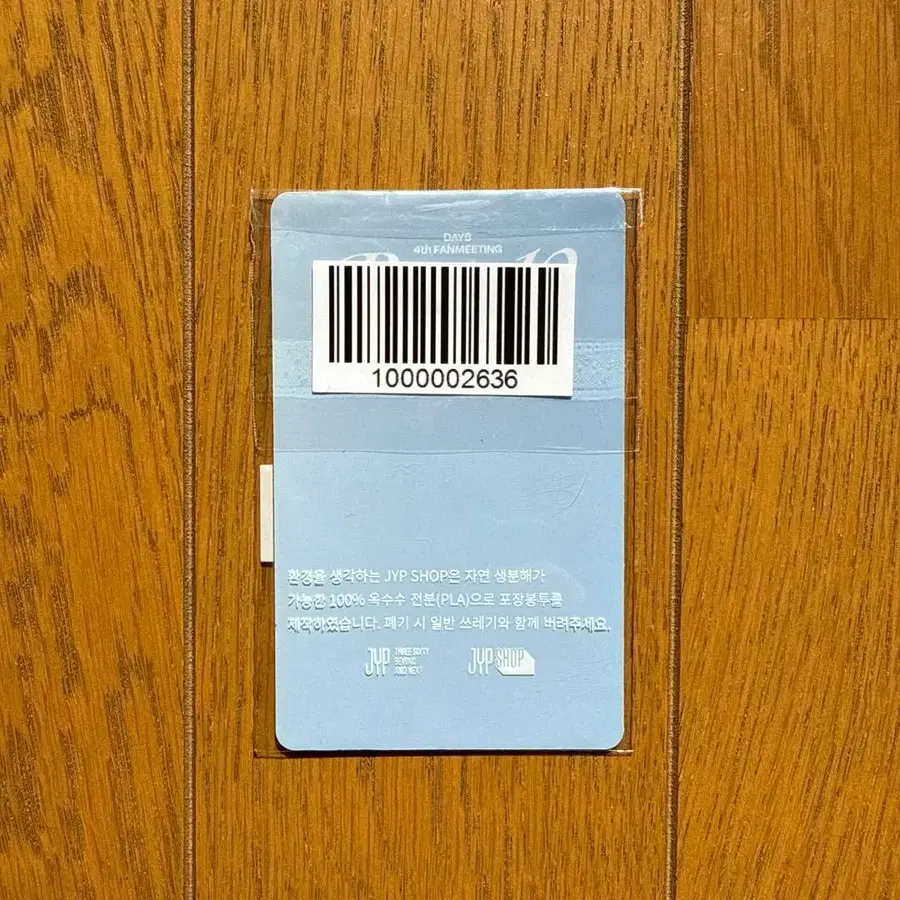 DAY6
4th FANMEETING
1000002636
환경을 생각하는 JYP SHOP은 자연 생분해가
가능한 100% 옥수수 전분(PLA)으로 포장봉투를
제작하였습니다. 폐기 시 일반 쓰레기와 함께 버려주세요.
JYP THREE SIXTY
BEYOND
AND NEXT
JYP SHOP